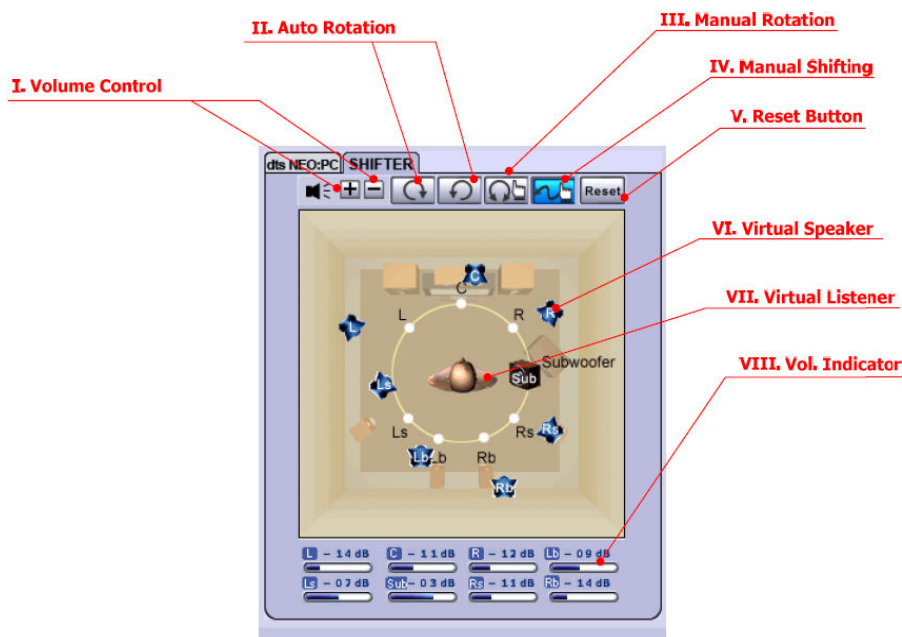 III. Manual Rotation
II. Auto Rotation
IV. Manual Shifting
I. Volume Control
V. Reset Button
dts NEO:PC SHIFTER
Reset
VI. Virtual Speaker
C
C
L R R
L
VII. Virtual Listener
Subwoofer
Sub
Ls
VIII. Vol. Indicator
Ls Rs Rs
Lb Lb Rb
Rb
L - 14 dB C - 11 dB R - 12 dB Lb - 09 dB
Ls - 07 dB Sub - 03 dB Rs - 11 dB Rb - 14 dB